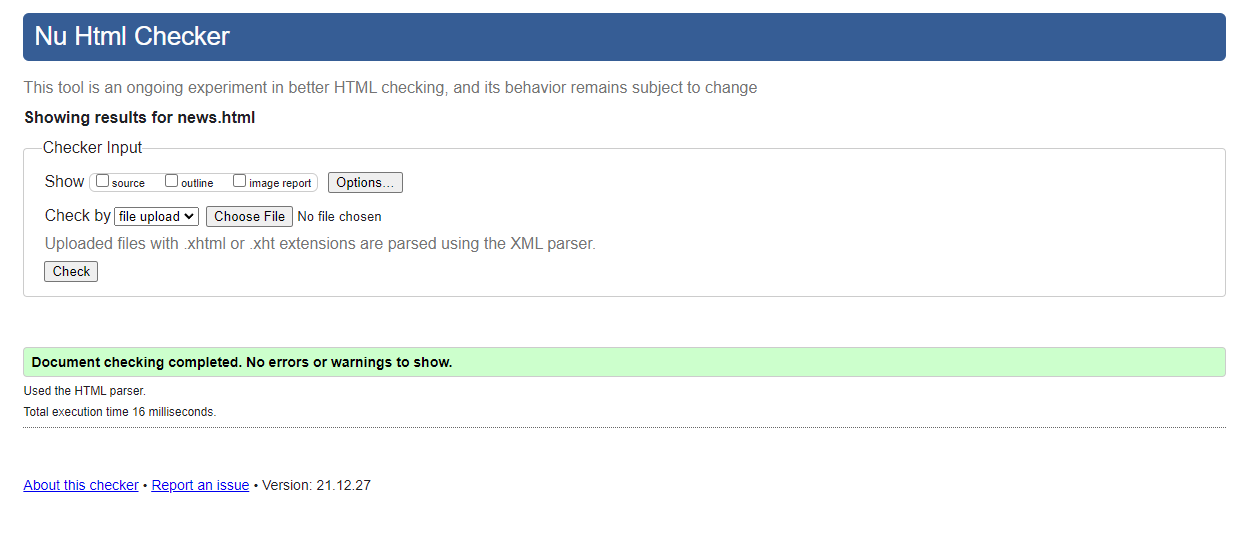 Nu Html Checker
This tool is an ongoing experiment in better HTML checking, and its behavior remains subject to change
Showing results for news.html
Checker Input
Show source outline image report Options...
Check by file upload Choose File No file chosen
Uploaded files with .xhtml or .xht extensions are parsed using the XML parser.
Check
Document checking completed. No errors or warnings to show.
Used the HTML parser.
Total execution time 16 milliseconds.
About this checker • Report an issue • Version: 21.12.27